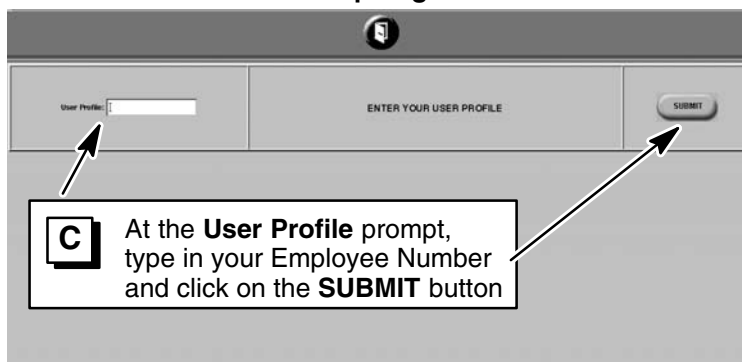 User Profile:
ENTER YOUR USER PROFILE
SUBMIT
C
At the User Profile prompt,
type in your Employee Number
and click on the SUBMIT button